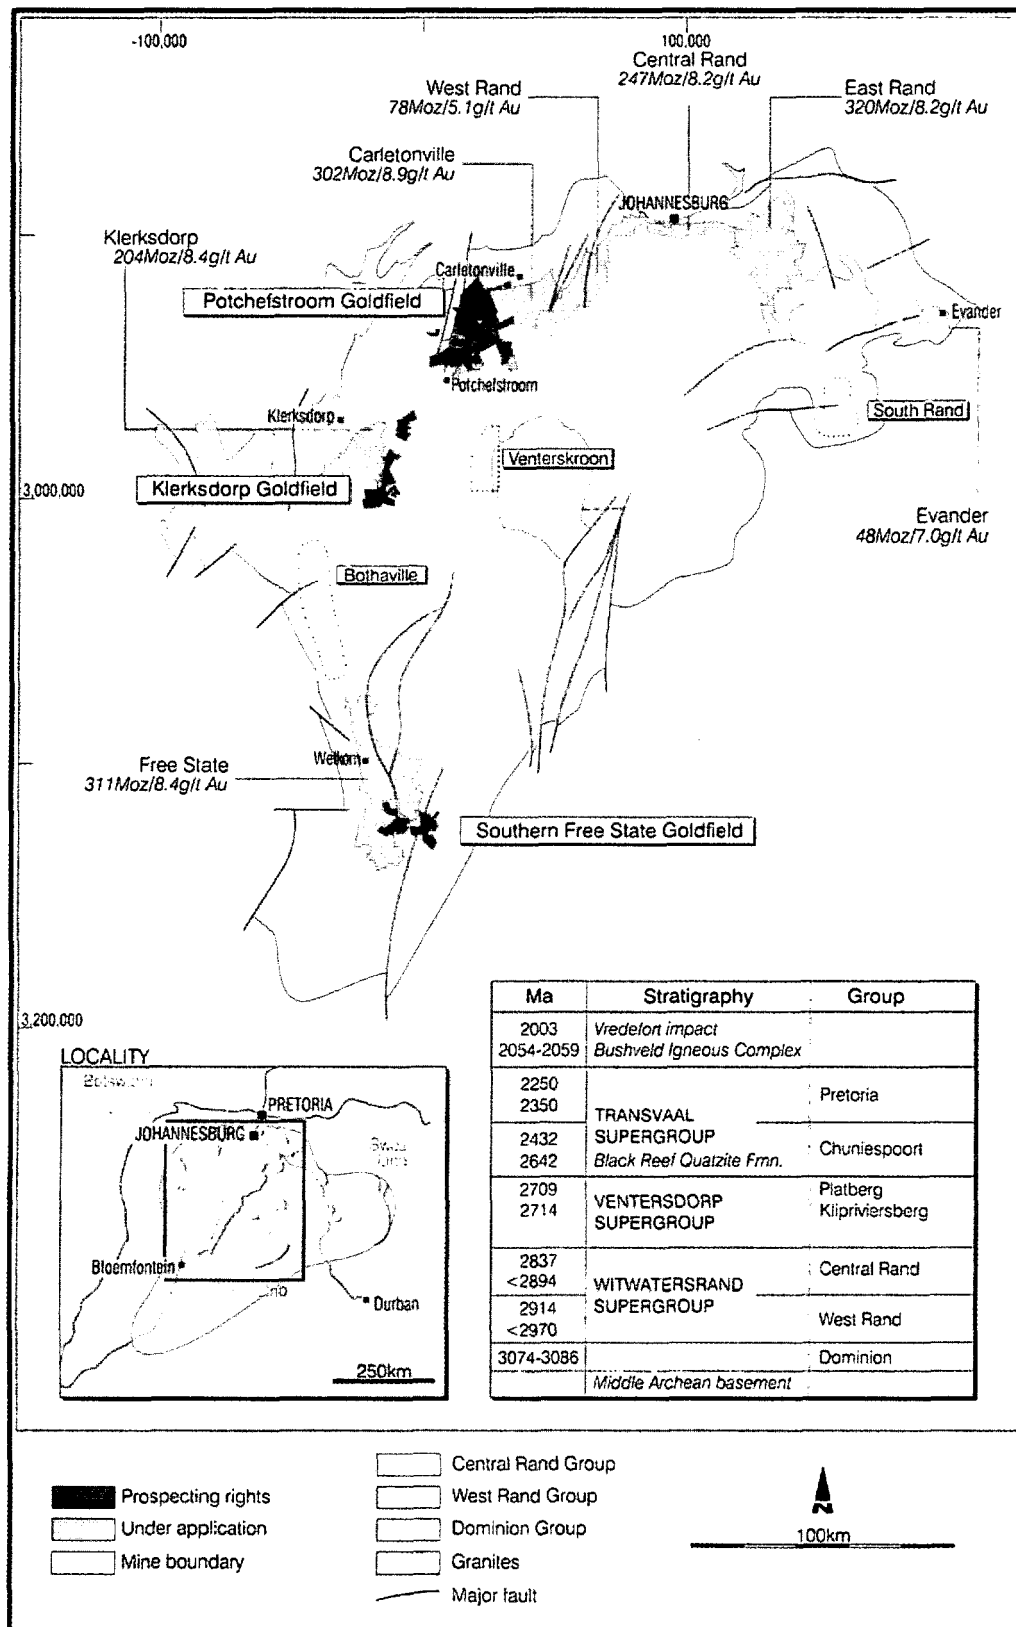 -100,000
100,000
Central Rand
247Moz/8.2g/t Au
West Rand
78Moz/5.1g/t Au
East Rand
320Moz/8.2g/t Au
Carletonville
302Moz/8.9g/t Au
JOHANNESBURG
Klerksdorp
204Moz/8.4g/t Au
Carletonville
Potchefstroom Goldfield
Evander
Potchefstroom
Klerksdorp
South Rand
Venterskroon
Klerksdorp Goldfield
3,000,000
Evander
48Moz/7.0g/t Au
Bothaville
Welkom
Free State
311Moz/8.4g/t Au
Southern Free State Goldfield
3,200,000
Ma Stratigraphy Group
2003 Vredefort impact
2054-2059 Bushveld Igneous Complex
2250 Pretoria
2350
TRANSVAAL
SUPERGROUP
2432 Chuniespoort
2642 Black Reef Quatzite Frmn.
2709 VENTERSDORP Platberg
2714 SUPERGROUP Klipriviersberg
2837 Central Rand
<2894 WITWATERSRAND
SUPERGROUP
2914 West Rand
<2970
3074-3086 Dominion
Middle Archean basement
LOCALITY
Botswana
PRETORIA
JOHANNESBURG
Bloemfontein
Durban
250km
Prospecting rights
Under application
Mine boundary
Central Rand Group
West Rand Group
Dominion Group
Granites
Major fault
N
100km